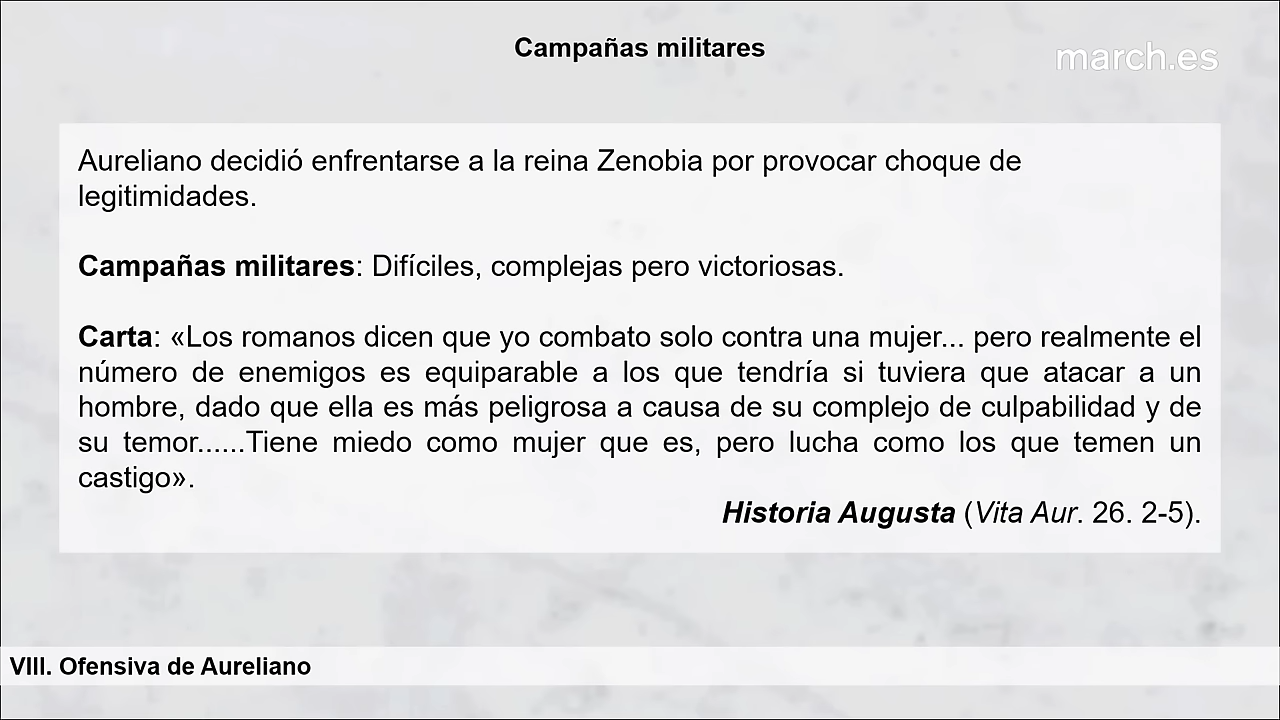 Campañas militares
march.es
Aureliano decidió enfrentarse a la reina Zenobia por provocar choque de
legitimidades.
Campañas militares: Difíciles, complejas pero victoriosas.
Carta: «Los romanos dicen que yo combato solo contra una mujer... pero realmente el
número de enemigos es equiparable a los que tendría si tuviera que atacar a un
hombre, dado que ella es más peligrosa a causa de su complejo de culpabilidad y de
su temor......Tiene miedo como mujer que es, pero lucha como los que temen un
castigo».
Historia Augusta (Vita Aur. 26. 2-5).
VIII. Ofensiva de Aureliano